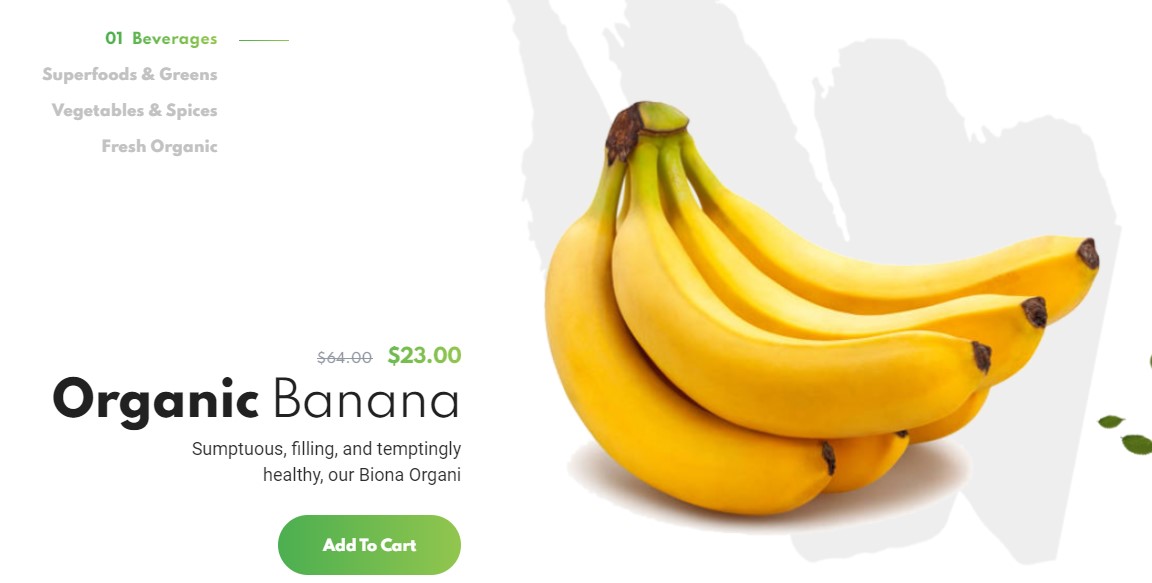 01 Beverages
Superfoods & Greens
Vegetables & Spices
Fresh Organic
$64.00 $23.00
Organic Banana
Sumptuous, filling, and temptingly
healthy, our Biona Organi
Add To Cart